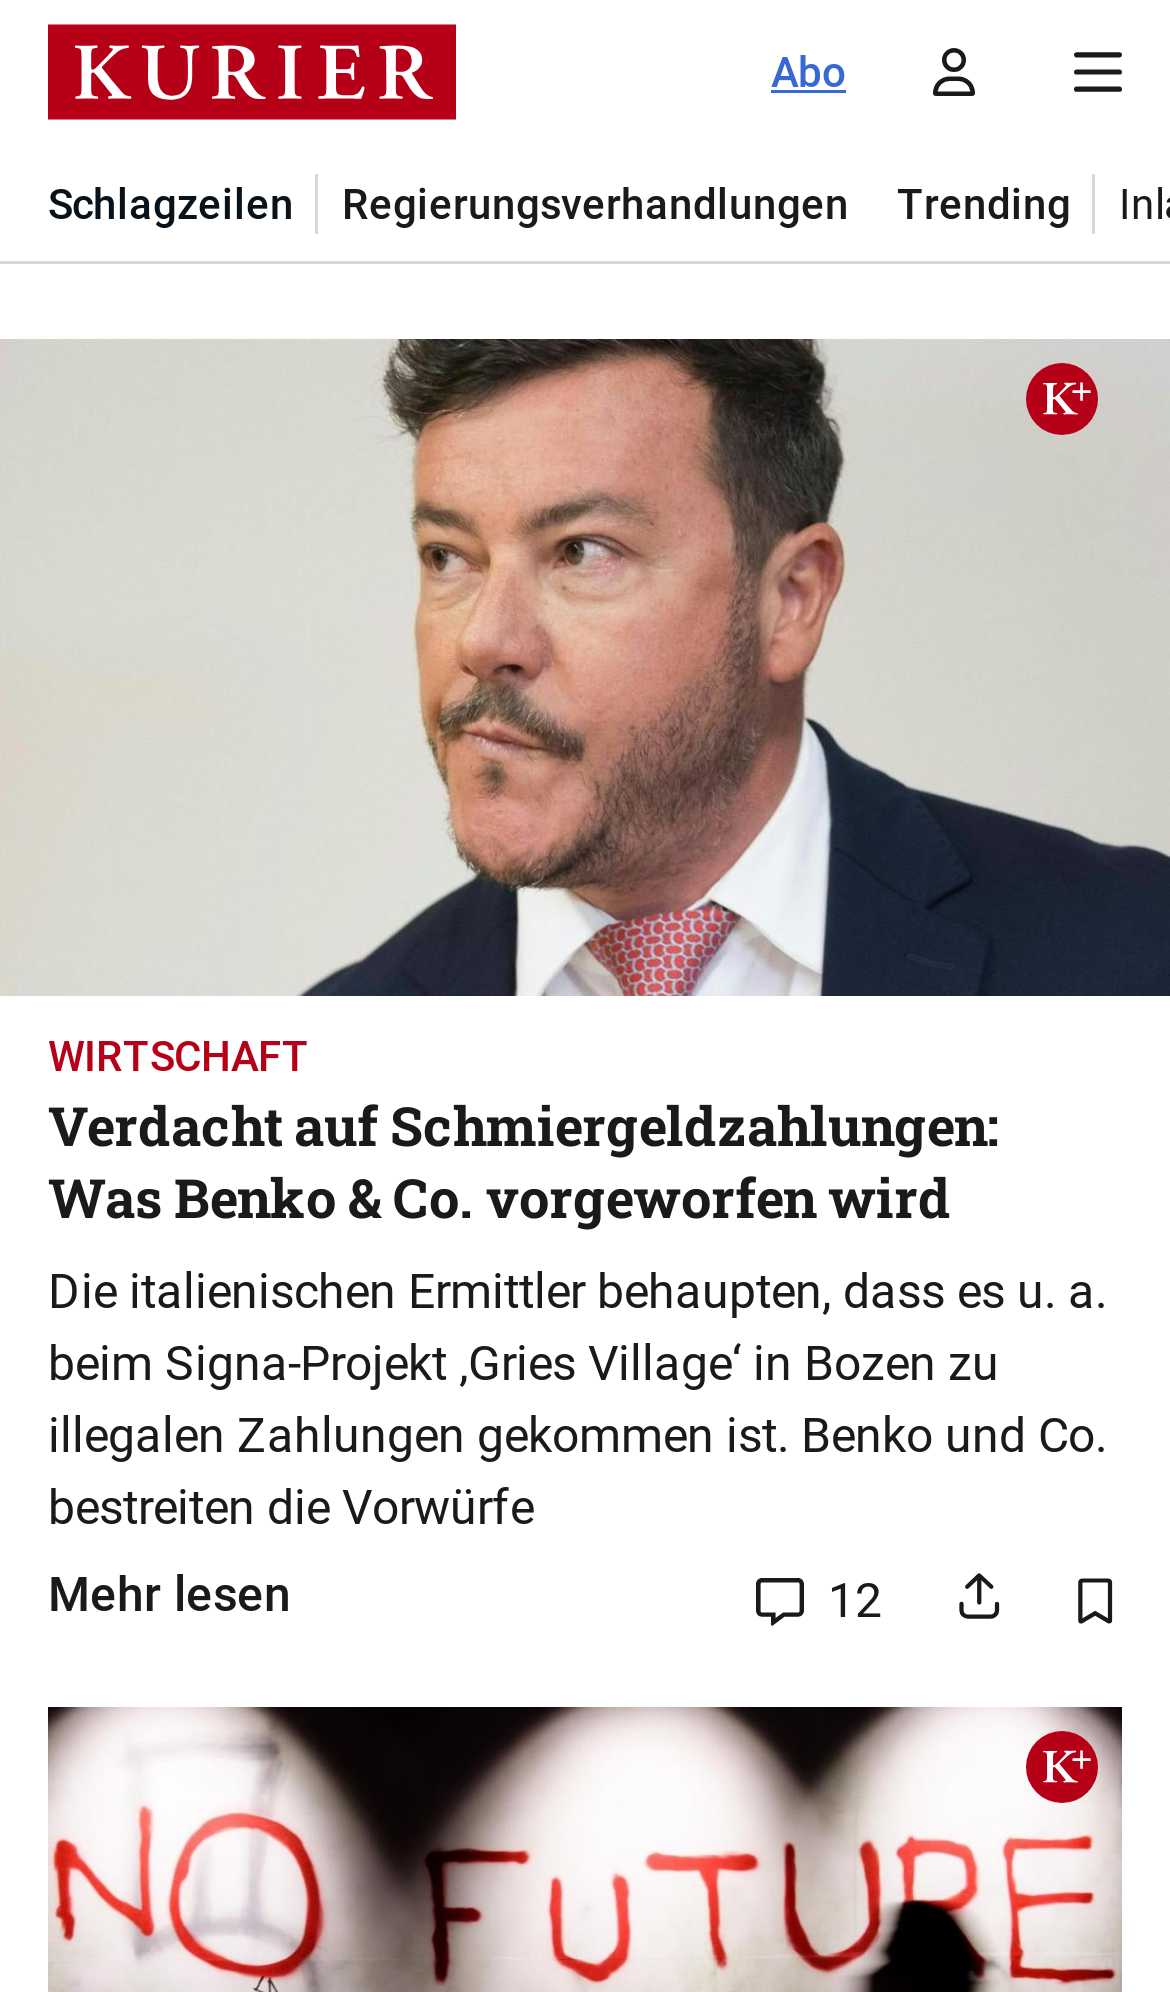 KURIER
Abo
Schlagzeilen
Regierungsverhandlungen
Trending
K+
WIRTSCHAFT
Verdacht auf Schmiergeldzahlungen:
Was Benko & Co. vorgeworfen wird
Die italienischen Ermittler behaupten, dass es u. a.
beim Signa-Projekt ‚Gries Village‘ in Bozen zu
illegalen Zahlungen gekommen ist. Benko und Co.
bestreiten die Vorwürfe
Mehr lesen
12
K+
NO FUTURE